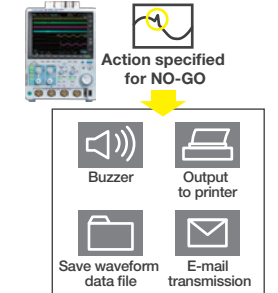 Action specified
for NO-GO
Buzzer
Output
to printer
Save waveform
data file
E-mail
transmission